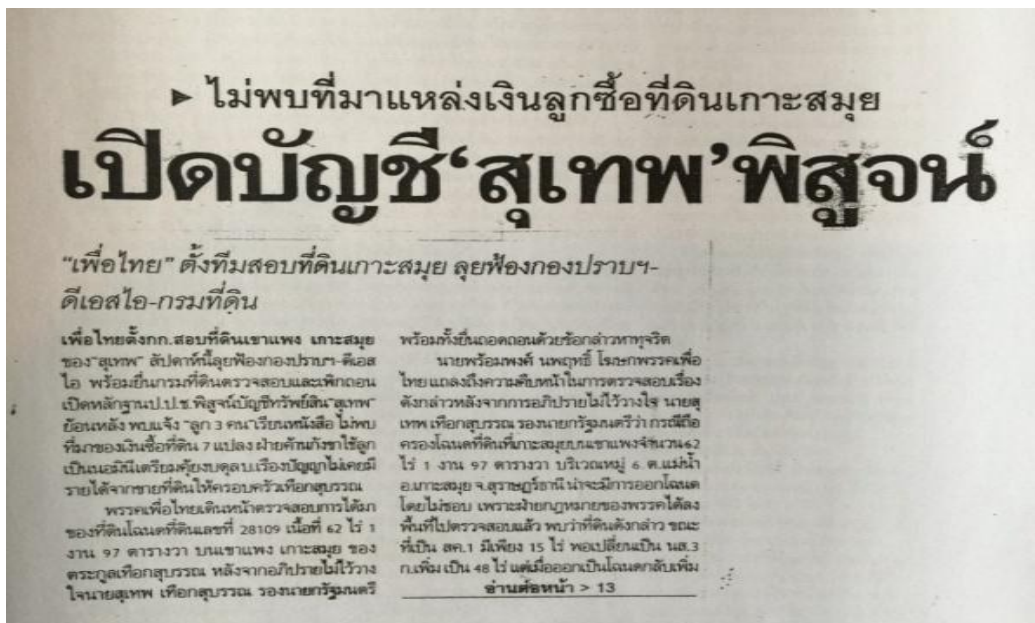 ▸ ไม่พบที่มาแหล่งเงินลูกซื้อที่ดินเกาะสมุย
เปิดบัญชี‘สุเทพ’พิสูจน์
“เพื่อไทย” ตั้งทีมสอบที่ดินเกาะสมุย ลุยฟ้องกองปราบฯ-
ดีเอสไอ-กรมที่ดิน
เพื่อไทยตั้งกก.สอบที่ดินเขาแพง เกาะสมุย
ของ“สุเทพ” สัปดาห์นี้ลุยฟ้องกองปราบฯ-ดีเอส
ไอ พร้อมยื่นกรมที่ดินตรวจสอบและเพิกถอน
เปิดหลักฐานป.ป.ช.พิสูจน์บัญชีทรัพย์สิน“สุเทพ”
ย้อนหลัง พบแจ้ง “ลูก 3 คน”เรียนหนังสือ ไม่พบ
ที่มาของเงินซื้อที่ดิน 7 แปลง ฝ่ายค้านกังขาใช้ลูก
เป็นนอมินีเตรียมคุ้ยงบดุลบ.เรื่องปัญญาไม่เคยมี
รายได้จากขายที่ดินให้ครอบครัวเทือกสุบรรณ
พรรคเพื่อไทยเดินหน้าตรวจสอบการได้มา
ของที่ดินโฉนดที่ดินเลขที่ 28109 เนื้อที่ 62 ไร่ 1
งาน 97 ตารางวา บนเขาแพง เกาะสมุย ของ
ตระกูลเทือกสุบรรณ หลังจากอภิปรายไม่ไว้วาง
ใจนายสุเทพ เทือกสุบรรณ รองนายกรัฐมนตรี
พร้อมทั้งยื่นถอดถอนด้วยข้อกล่าวหาทุจริต
นายพร้อมพงศ์ นพฤทธิ์ โฆษกพรรคเพื่อ
ไทยแถลงถึงความคืบหน้าในการตรวจสอบเรื่อง
ดังกล่าวหลังจากการอภิปรายไม่ไว้วางใจ นายสุ
เทพ เทือกสุบรรณ รองนายกรัฐมนตรีว่า กรณีถือ
ครองโฉนดที่ดินที่เกาะสมุยบนเขาแพงจำนวน 62
ไร่ 1 งาน 97 ตารางวา บริเวณหมู่ 6 ต.แม่น้ำ
อ.เกาะสมุย จ.สุราษฎร์ธานี น่าจะมีการออกโฉนด
โดยไม่ชอบ เพราะฝ่ายกฎหมายของพรรคได้ลง
พื้นที่ไปตรวจสอบแล้ว พบว่าที่ดินดังกล่าว ขณะ
ที่เป็น สค.1 มีเพียง 15 ไร่ พอเปลี่ยนเป็น นส.3
ก.เพิ่มเป็น 48 ไร่ แต่เมื่อออกเป็นโฉนดกลับเพิ่ม
อ่านต่อหน้า > 13